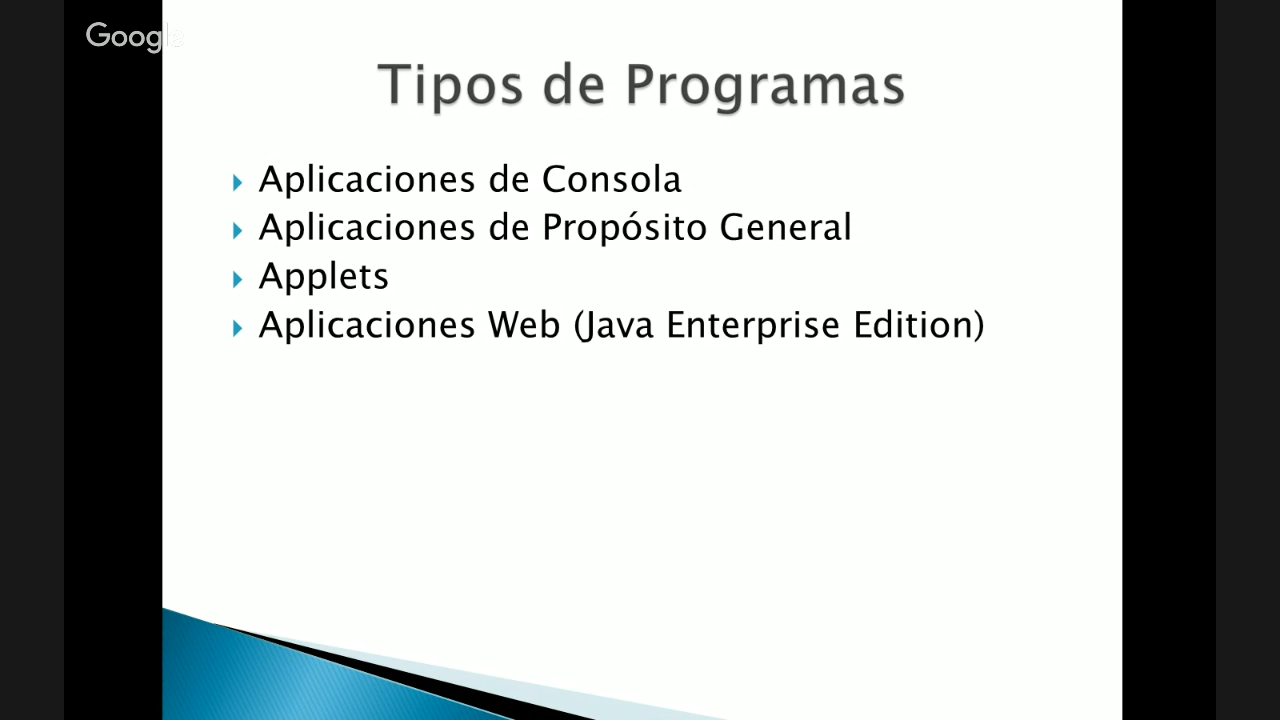 Google
Tipos de Programas
Aplicaciones de Consola
Aplicaciones de Propósito General
Applets
Aplicaciones Web (Java Enterprise Edition)